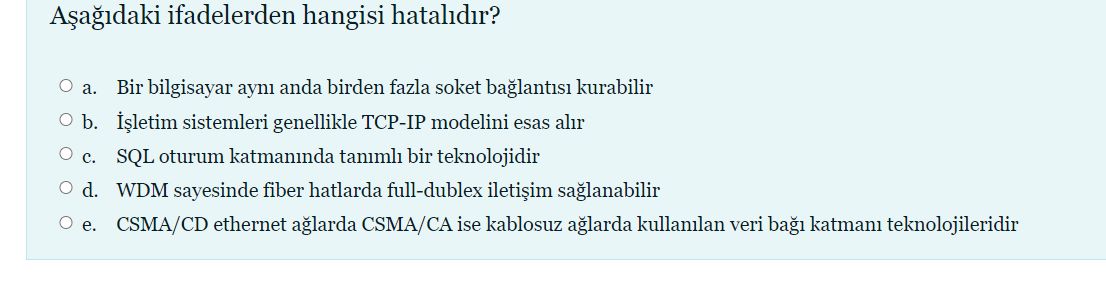 Aşağıdaki ifadelerden hangisi hatalıdır?
a. Bir bilgisayar aynı anda birden fazla soket bağlantısı kurabilir
b. İşletim sistemleri genellikle TCP-IP modelini esas alır
c. SQL oturum katmanında tanımlı bir teknolojidir
d. WDM sayesinde fiber hatlarda full-dublex iletişim sağlanabilir
e. CSMA/CD ethernet ağlarda CSMA/CA ise kablosuz ağlarda kullanılan veri bağı katmanı teknolojileridir